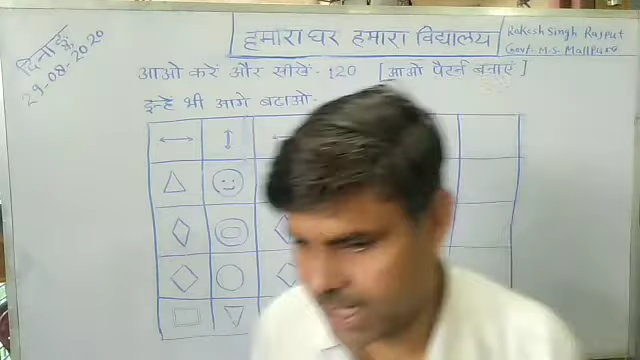 दिनांक
29-08-2020
हमारा घर हमारा विद्यालय
Rakesh Singh Rajput
Govt. M.S. Mallpura
आओ करें और सीखें - 120 [आओ पैटर्न बनाएं]
इन्हें भी आगे बढ़ाओ-